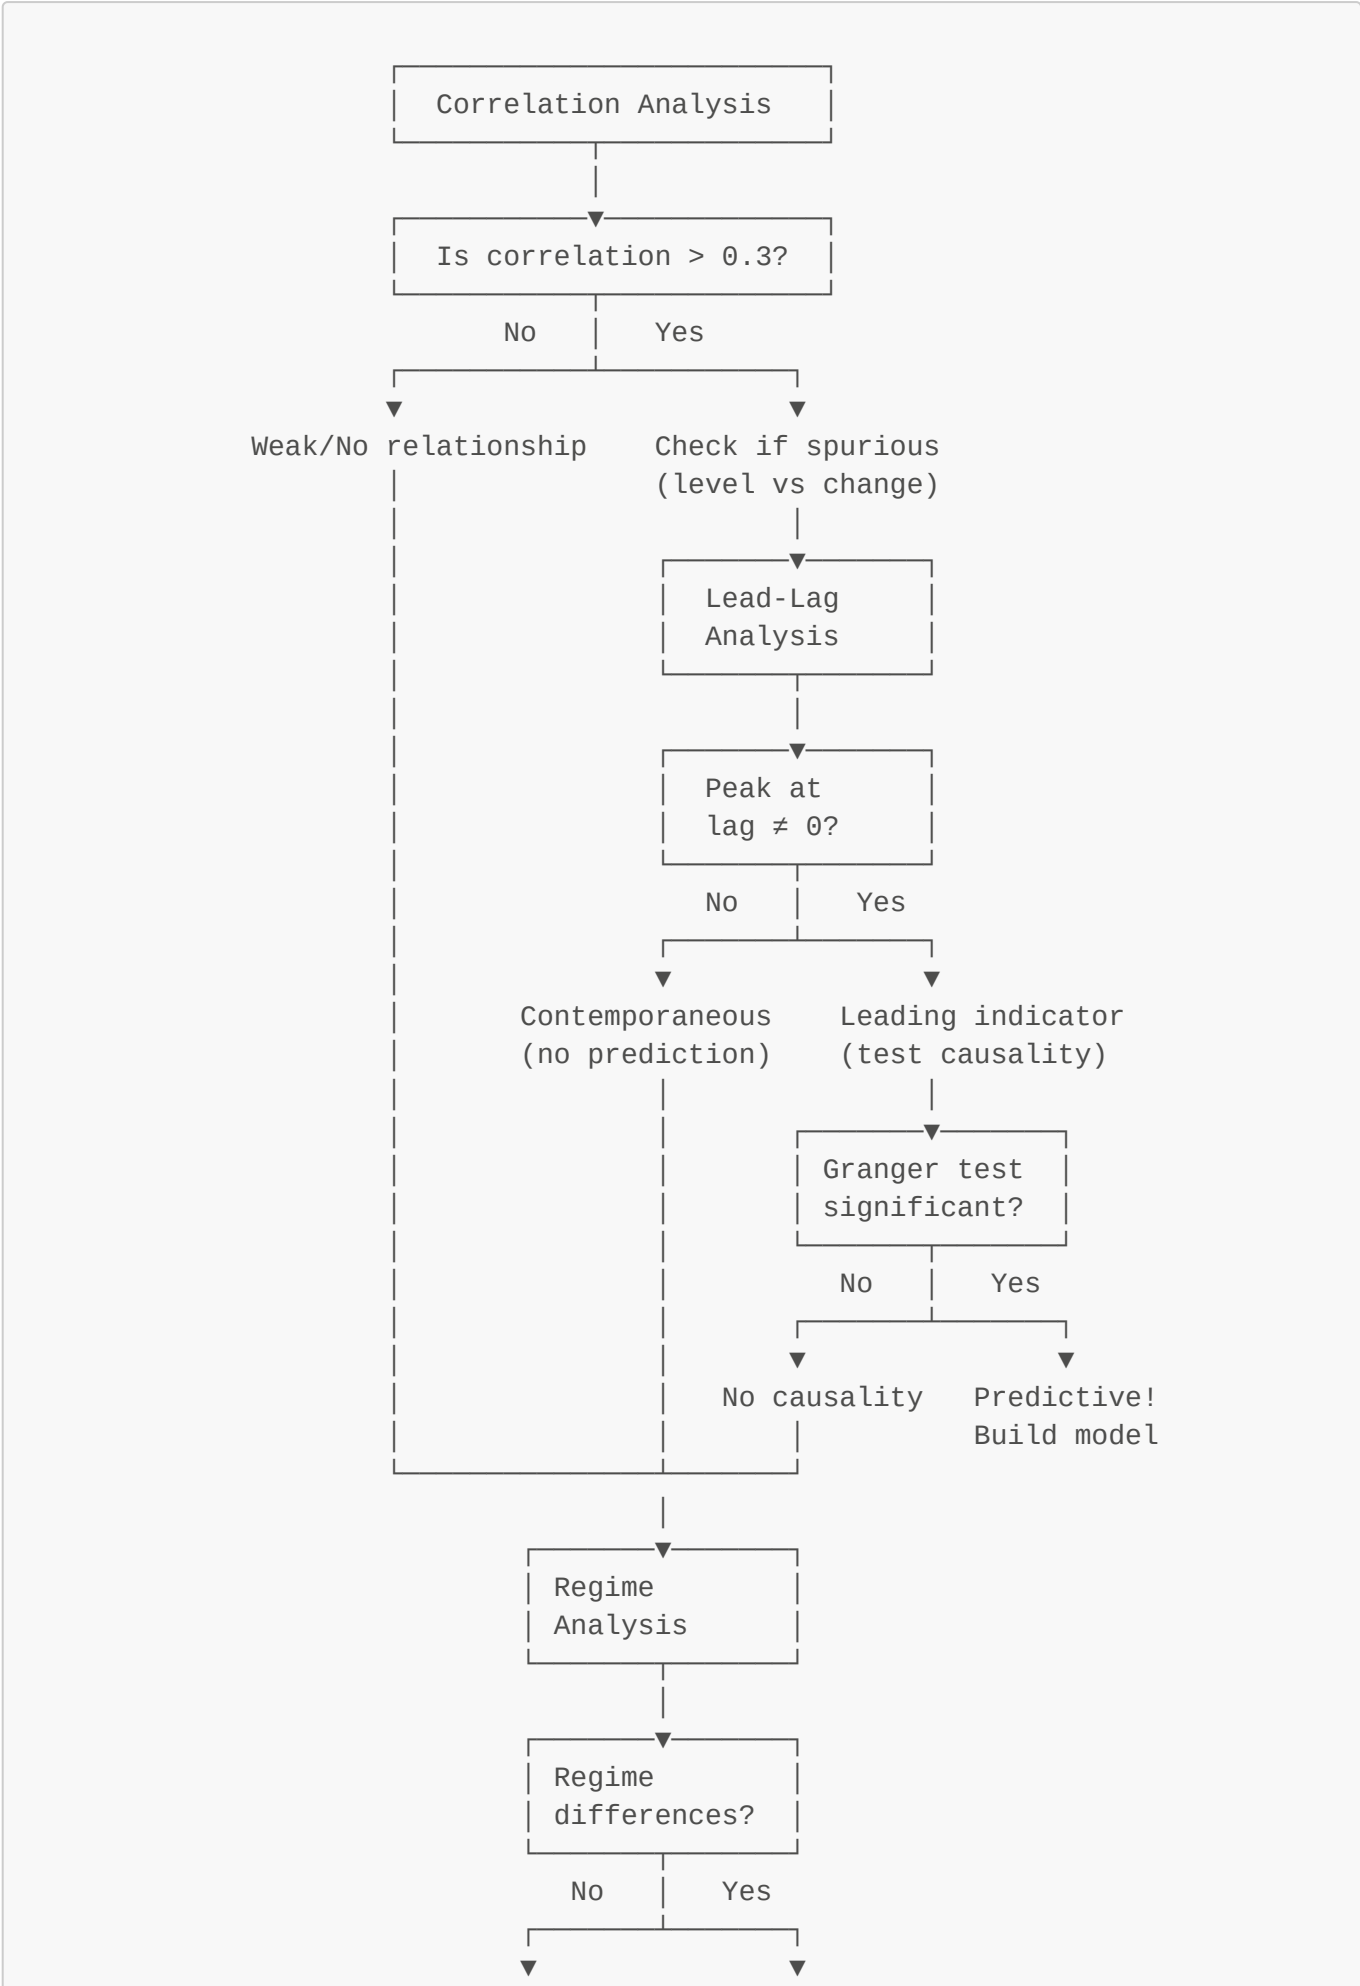 Correlation Analysis
Is correlation > 0.3?
No Yes
Weak/No relationship Check if spurious
(level vs change)
Lead-Lag
Analysis
Peak at
lag ≠ 0?
No Yes
Contemporaneous Leading indicator
(no prediction) (test causality)
Granger test
significant?
No Yes
No causality Predictive!
Build model
Regime
Analysis
Regime
differences?
No Yes